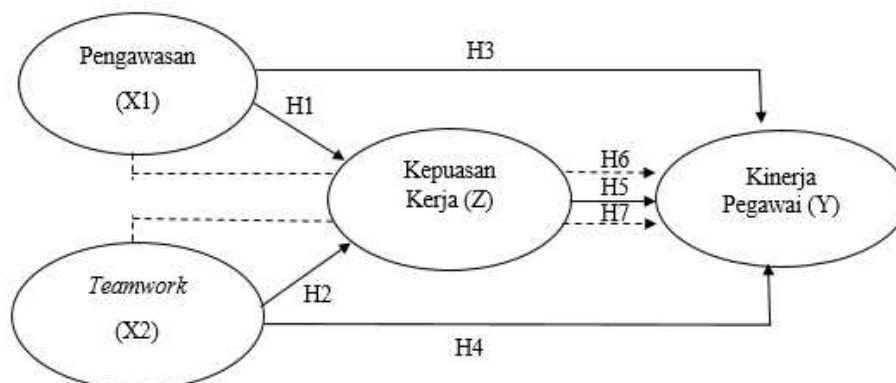 Pengawasan
(X1)
H3
H1
Kepuasan
Kerja (Z)
H6
H5
H7
Kinerja
Pegawai (Y)
Teamwork
(X2)
H2
H4